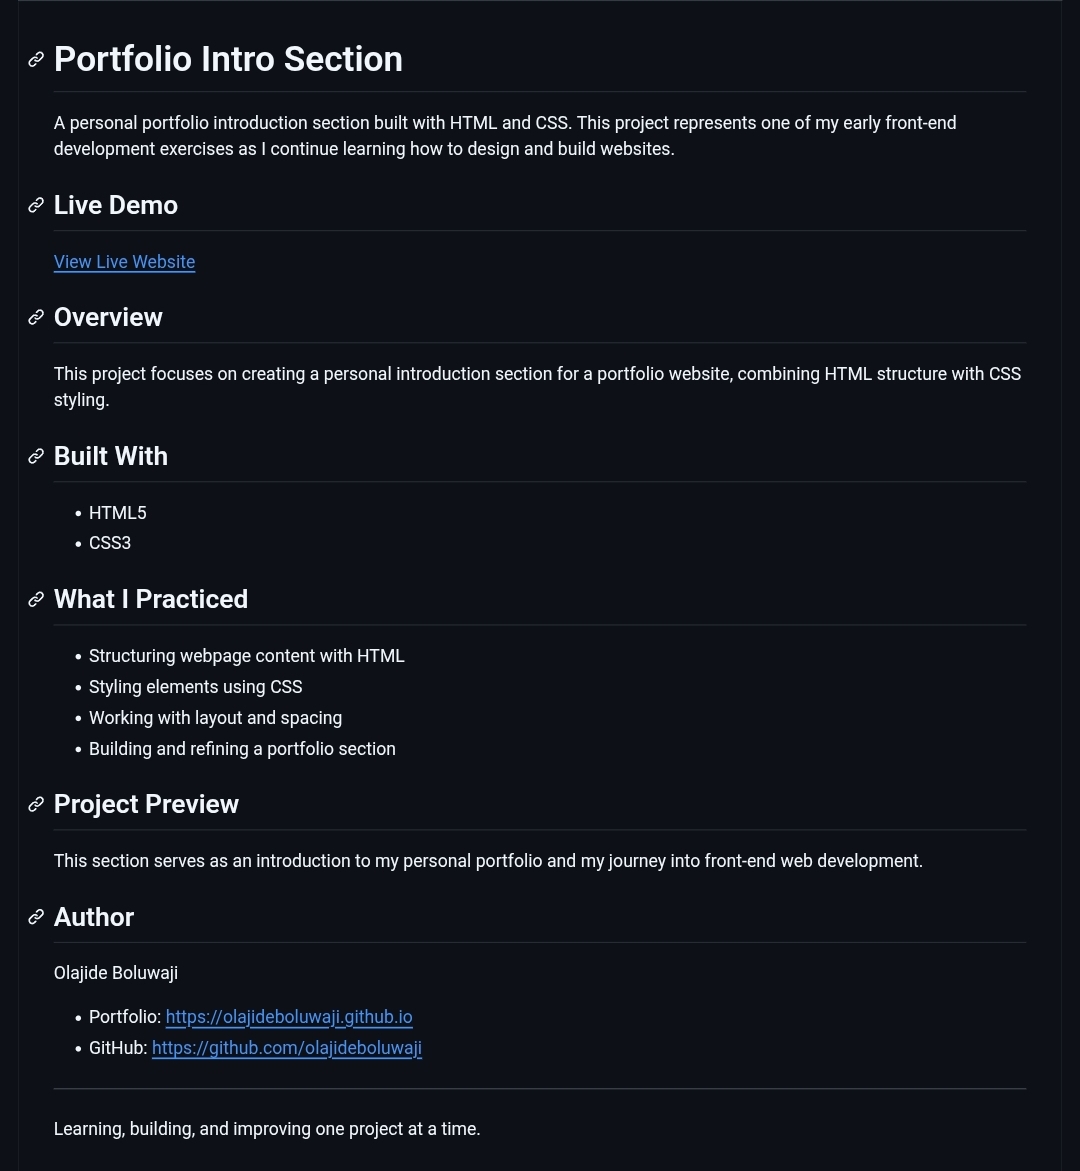 Portfolio Intro Section
A personal portfolio introduction section built with HTML and CSS. This project represents one of my early front-end
development exercises as I continue learning how to design and build websites.
Live Demo
View Live Website
Overview
This project focuses on creating a personal introduction section for a portfolio website, combining HTML structure with CSS
styling.
Built With
• HTML5
• CSS3
What I Practiced
• Structuring webpage content with HTML
• Styling elements using CSS
• Working with layout and spacing
• Building and refining a portfolio section
Project Preview
This section serves as an introduction to my personal portfolio and my journey into front-end web development.
Author
Olajide Boluwaji
• Portfolio: https://olajideboluwaji.github.io
• GitHub: https://github.com/olajideboluwaji
Learning, building, and improving one project at a time.